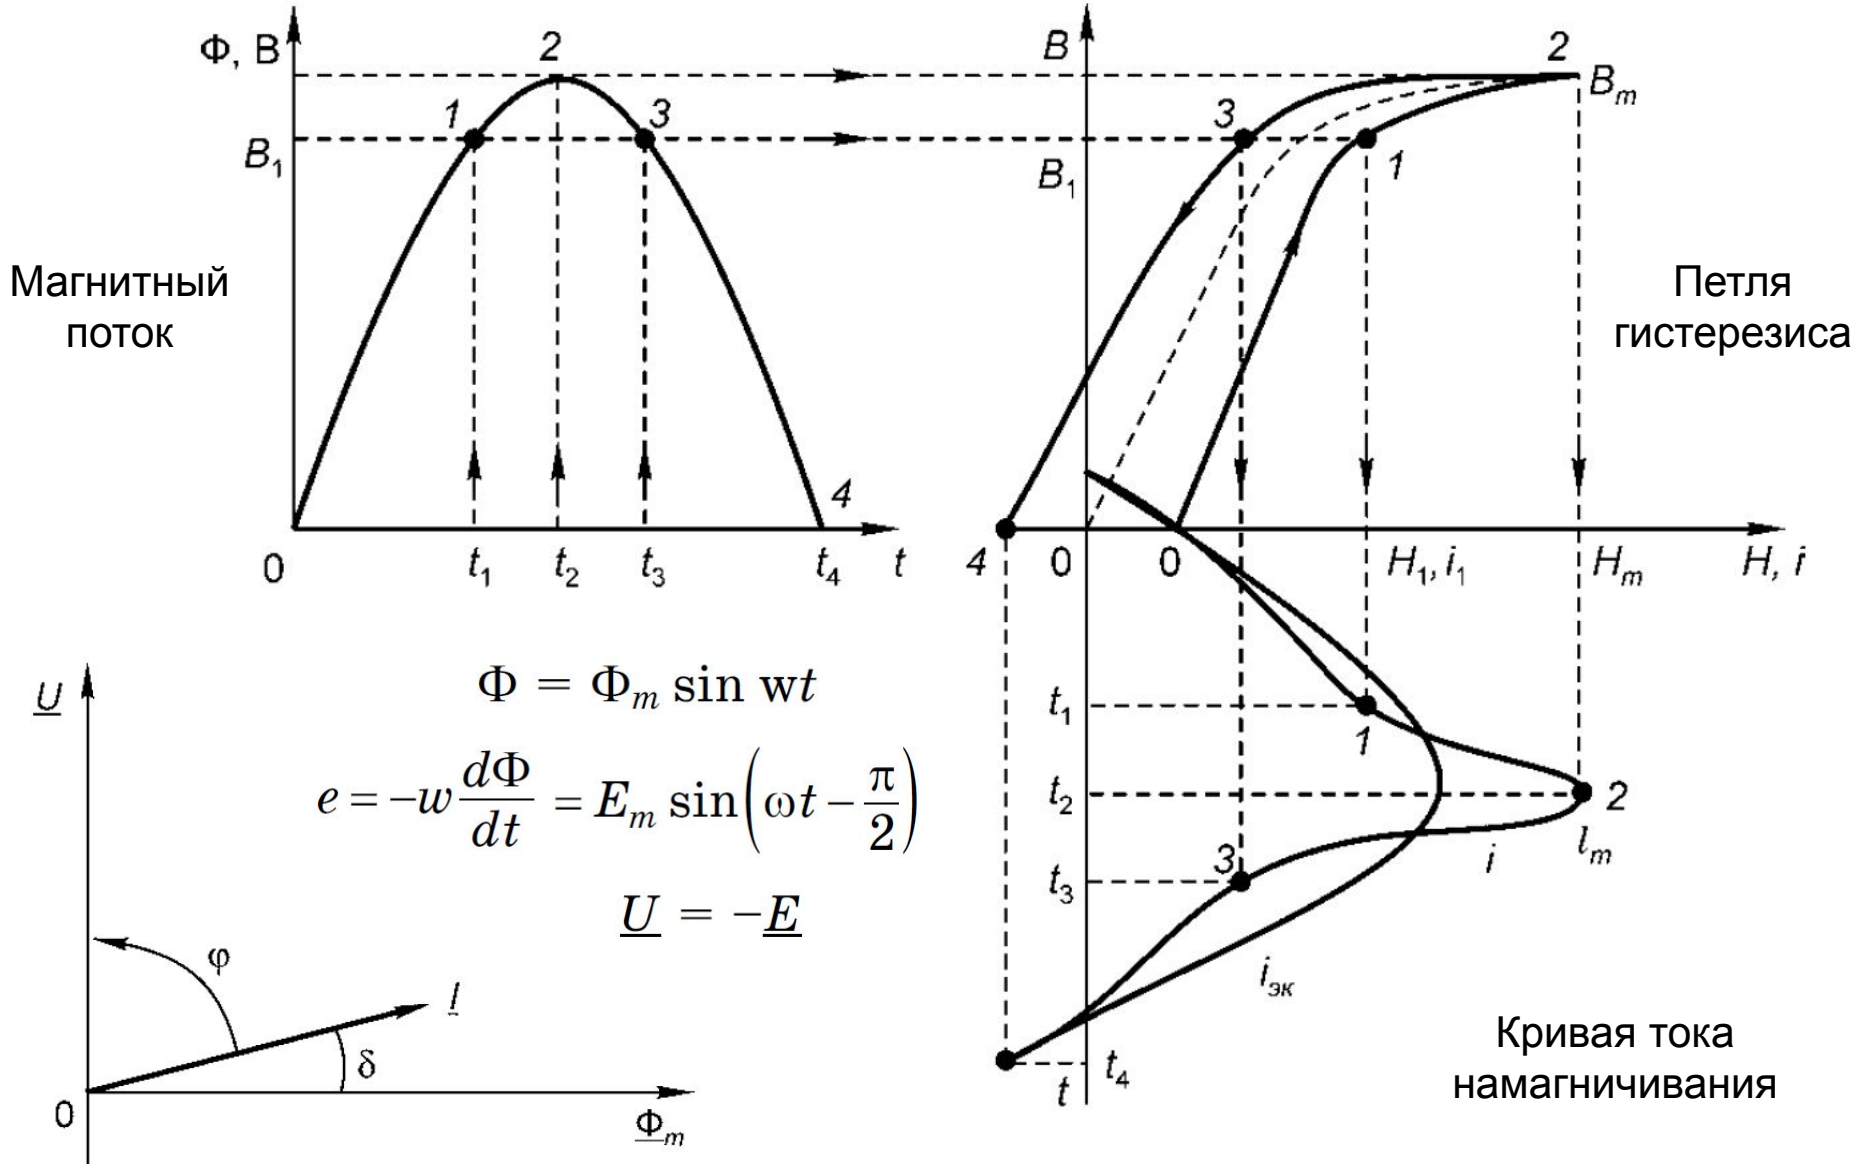 Φ, B
2
1
3
B₁
4
0
t₁
t₂
t₃
t₄
t
Магнитный
поток
B
2
Bₘ
3
1
B₁
4
0
0
H₁, i₁
Hₘ
H, i
Петля
гистерезиса
U
φ
I
δ
0
Φₘ
Φ = Φₘ sin wt
e = −w dΦ/dt = Eₘ sin(ωt − π/2)
U = −E
t₁
1
t₂
2
lₘ
i
3
t₃
iэк
t₄
t
Кривая тока
намагничивания